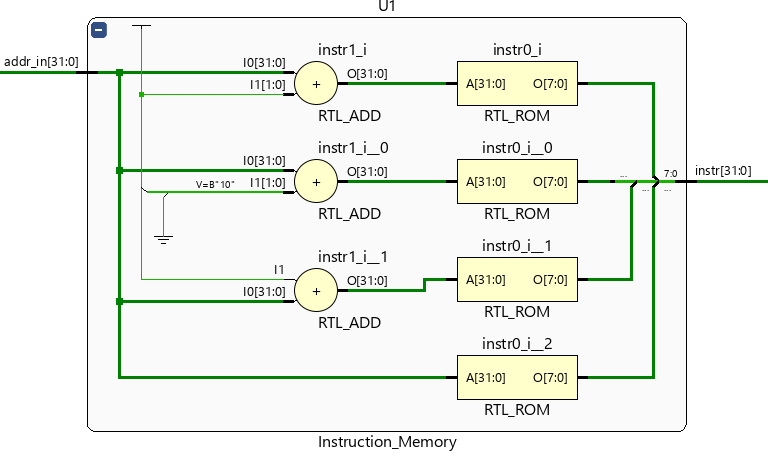 U1
addr_in[31:0]
instr1_i
I0[31:0]
I1[1:0]
+
O[31:0]
RTL_ADD
instr0_i
A[31:0]
O[7:0]
RTL_ROM
instr1_i__0
I0[31:0]
V=B"10"
I1[1:0]
+
O[31:0]
RTL_ADD
instr0_i__0
A[31:0]
O[7:0]
RTL_ROM
...
7:0
...
...
instr[31:0]
instr1_i__1
I1
I0[31:0]
+
O[31:0]
RTL_ADD
instr0_i__1
A[31:0]
O[7:0]
RTL_ROM
instr0_i__2
A[31:0]
O[7:0]
RTL_ROM
Instruction_Memory